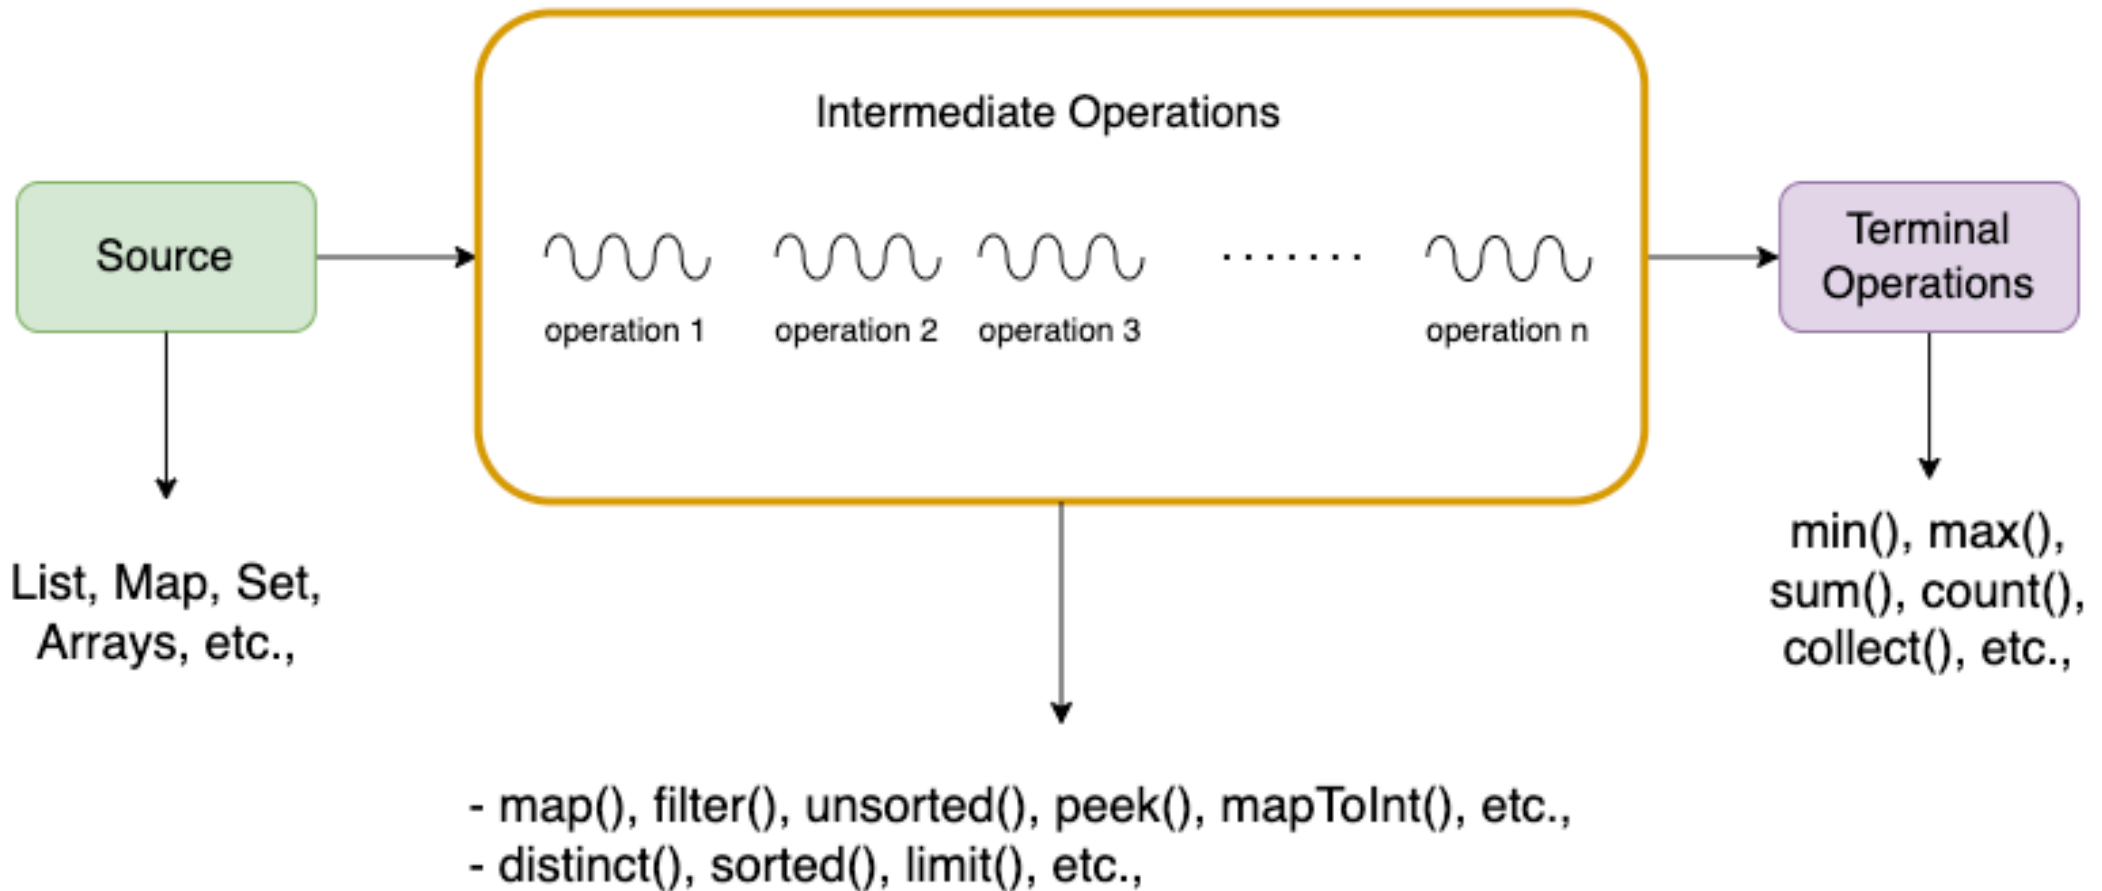 Intermediate Operations
Source
Terminal
Operations
operation 1
operation 2
operation 3
.......
operation n
List, Map, Set,
Arrays, etc.,
min(), max(),
sum(), count(),
collect(), etc.,
- map(), filter(), unsorted(), peek(), mapToInt(), etc.,
- distinct(), sorted(), limit(), etc.,